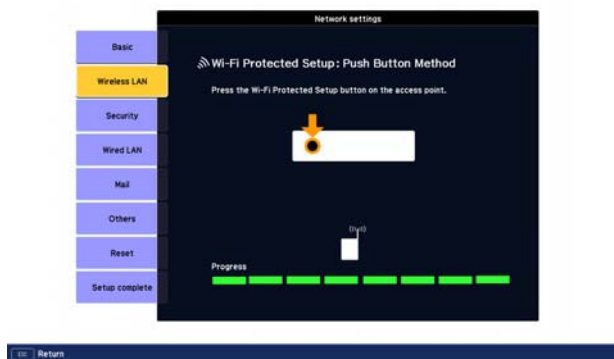 Network settings
Basic
Wireless LAN
Security
Wired LAN
Mail
Others
Reset
Setup complete
Wi-Fi Protected Setup: Push Button Method
Press the Wi-Fi Protected Setup button on the access point.
Progress
Esc Return